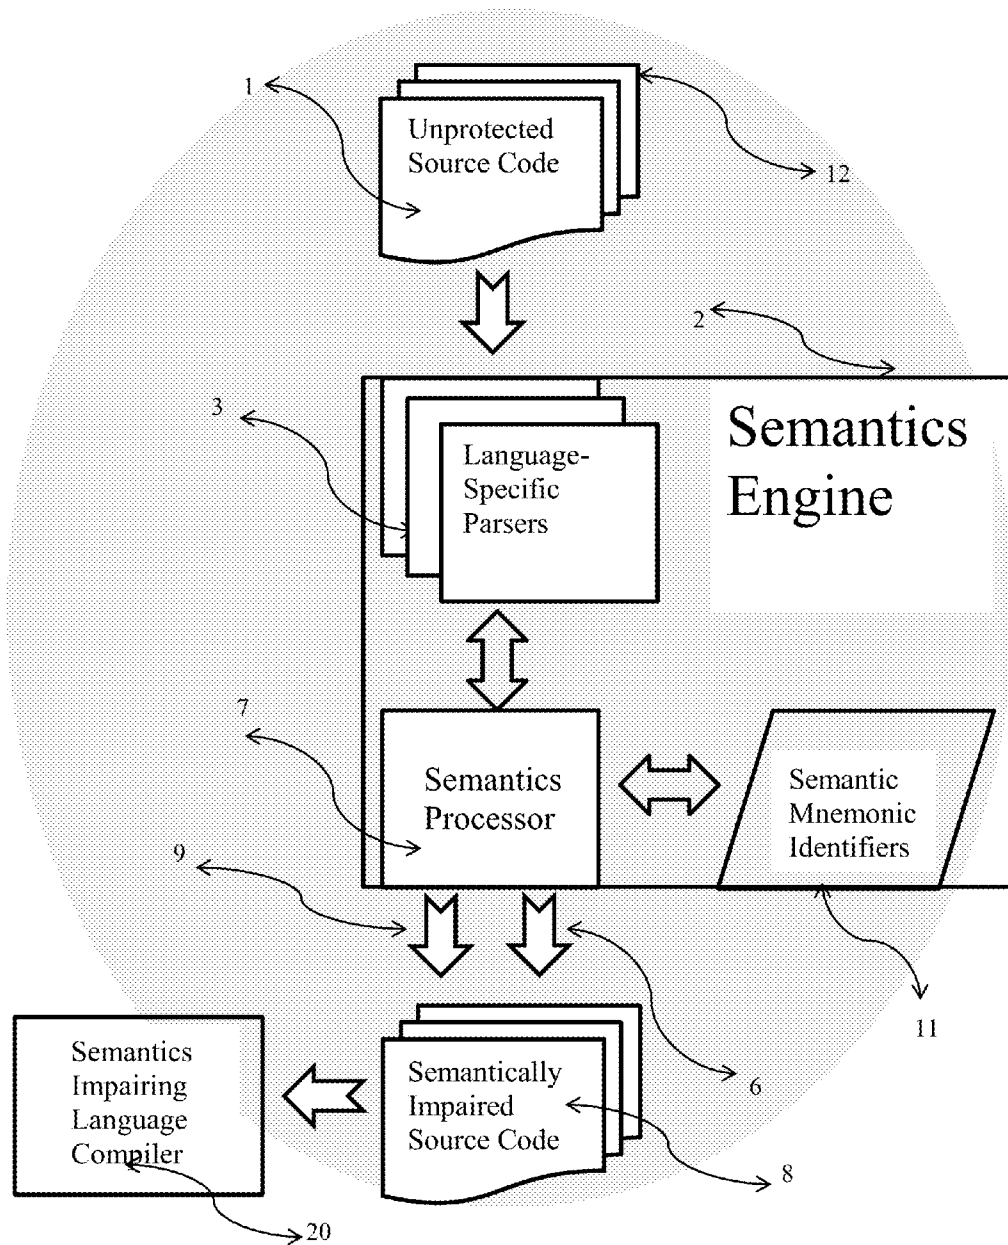 1
Unprotected
Source Code
12
2
3
Semantics
Engine
Language-
Specific
Parsers
7
Semantics
Processor
Semantic
Mnemonic
Identifiers
9
11
6
Semantics
Impairing
Language
Compiler
Semantically
Impaired
Source Code
8
20